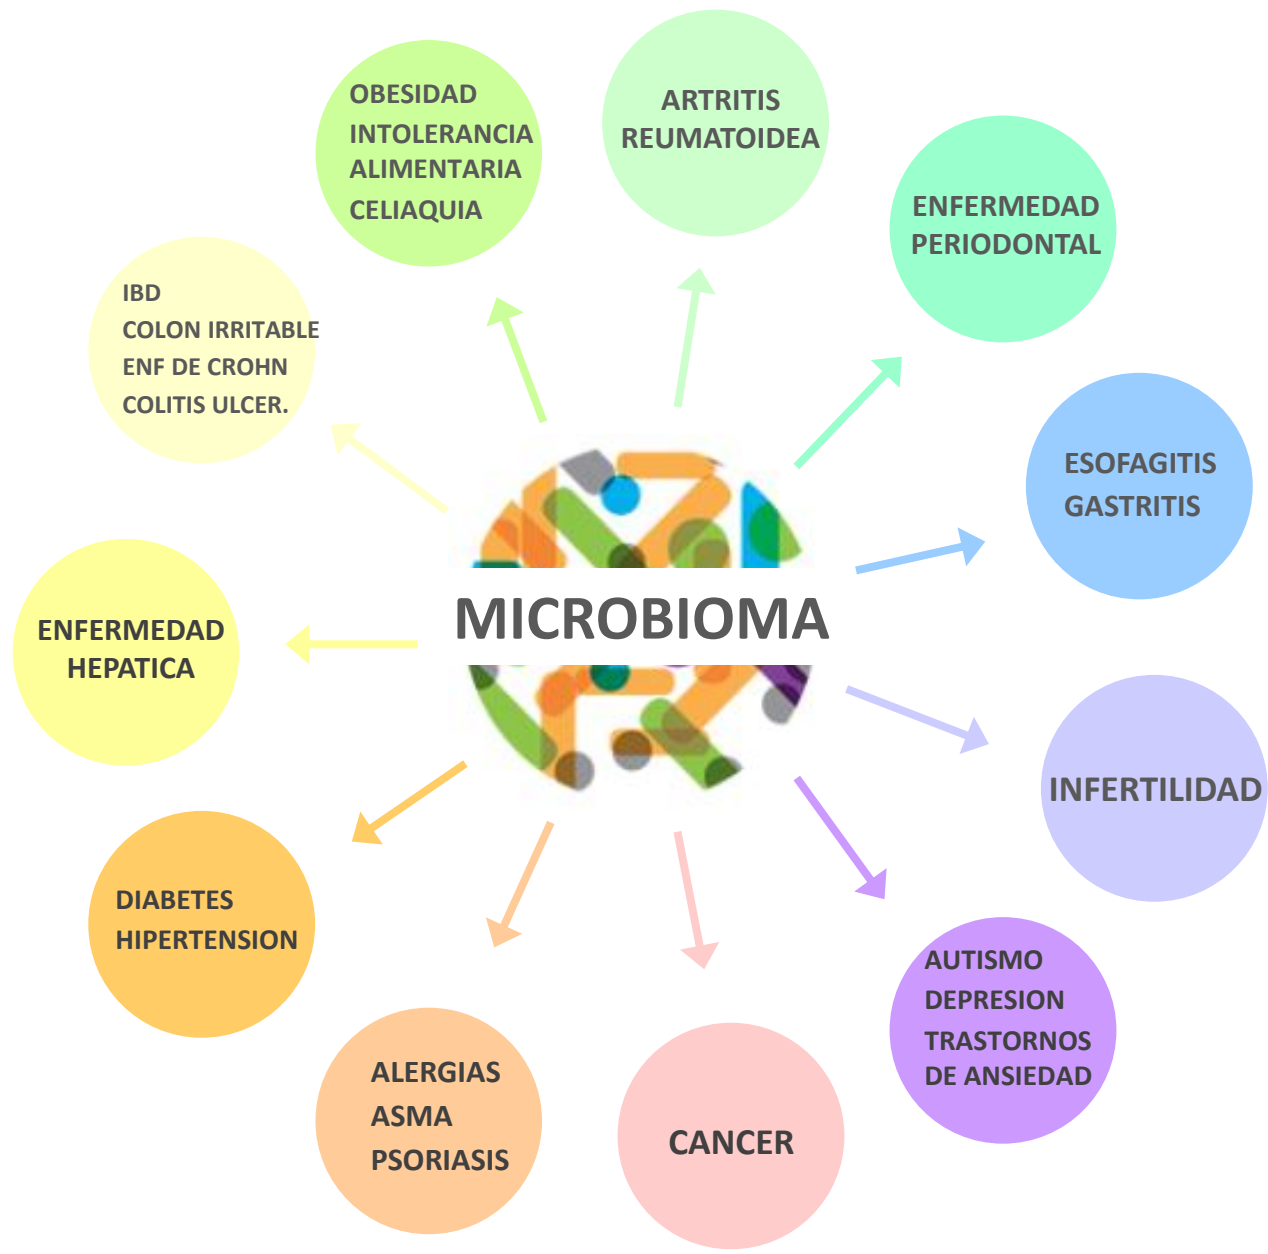 OBESIDAD
INTOLERANCIA
ALIMENTARIA
CELIAQUIA
ARTRITIS
REUMATOIDEA
ENFERMEDAD
PERIODONTAL
IBD
COLON IRRITABLE
ENF DE CROHN
COLITIS ULCER.
ESOFAGITIS
GASTRITIS
MICROBIOMA
ENFERMEDAD
HEPATICA
INFERTILIDAD
DIABETES
HIPERTENSION
AUTISMO
DEPRESION
TRASTORNOS
DE ANSIEDAD
ALERGIAS
ASMA
PSORIASIS
CANCER